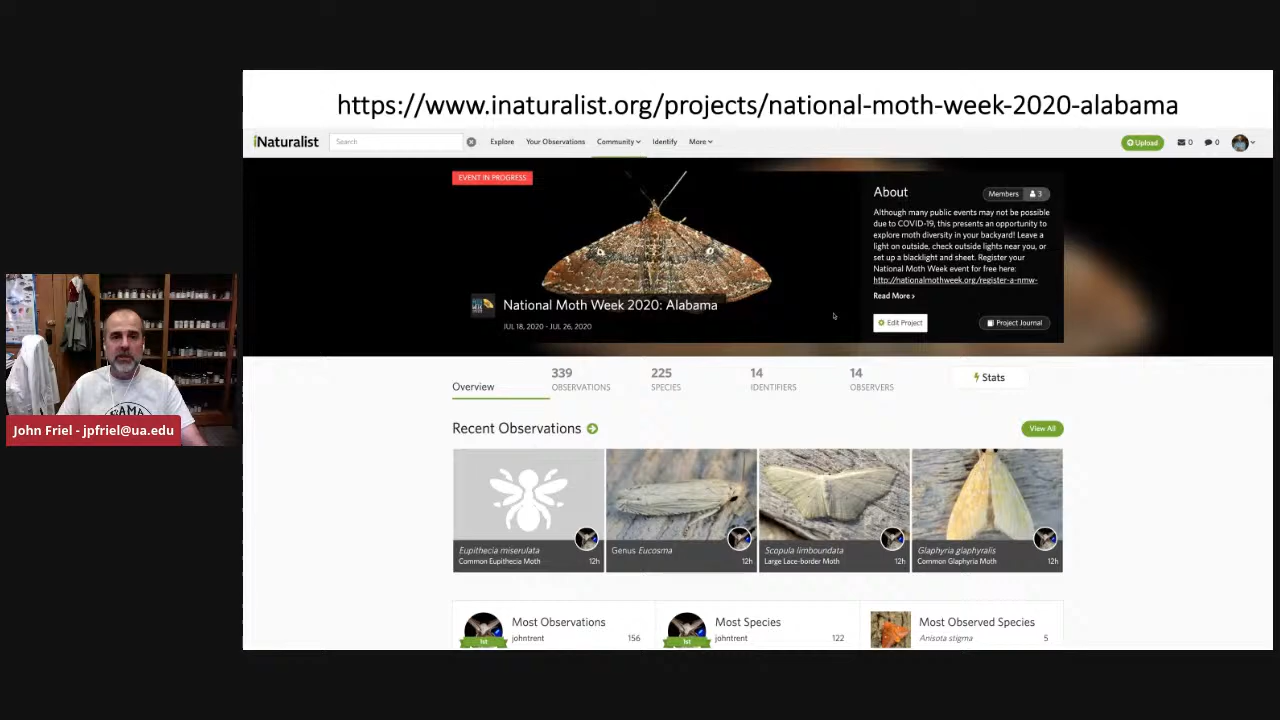 https://www.inaturalist.org/projects/national-moth-week-2020-alabama
iNaturalist
Search
Explore
Your Observations
Community
Identify
More
Upload
0
0
EVENT IN PROGRESS
About
Members 3
Although many public events may not be possible
due to COVID-19, this presents an opportunity to
explore moth diversity in your backyard! Leave a
light on outside, check outside lights near you, or
set up a blacklight and sheet. Register your
National Moth Week event for free here:
http://nationalmothweek.org/register-a-nmw-
Read More >
National Moth Week 2020: Alabama
JUL 18, 2020 - JUL 26, 2020
Edit Project
Project Journal
John Friel - jpfriel@ua.edu
Overview
339
OBSERVATIONS
225
SPECIES
14
IDENTIFIERS
14
OBSERVERS
Stats
Recent Observations
View All
Eupithecia miserulata
Common Eupithecia Moth
12h
Genus Eucosma
12h
Scopula limboundata
Large Lace-border Moth
12h
Glaphyria glaphyralis
Common Glaphyria Moth
12h
1st
Most Observations
johntrent
156
1st
Most Species
johntrent
122
Most Observed Species
Anisota stigma
5